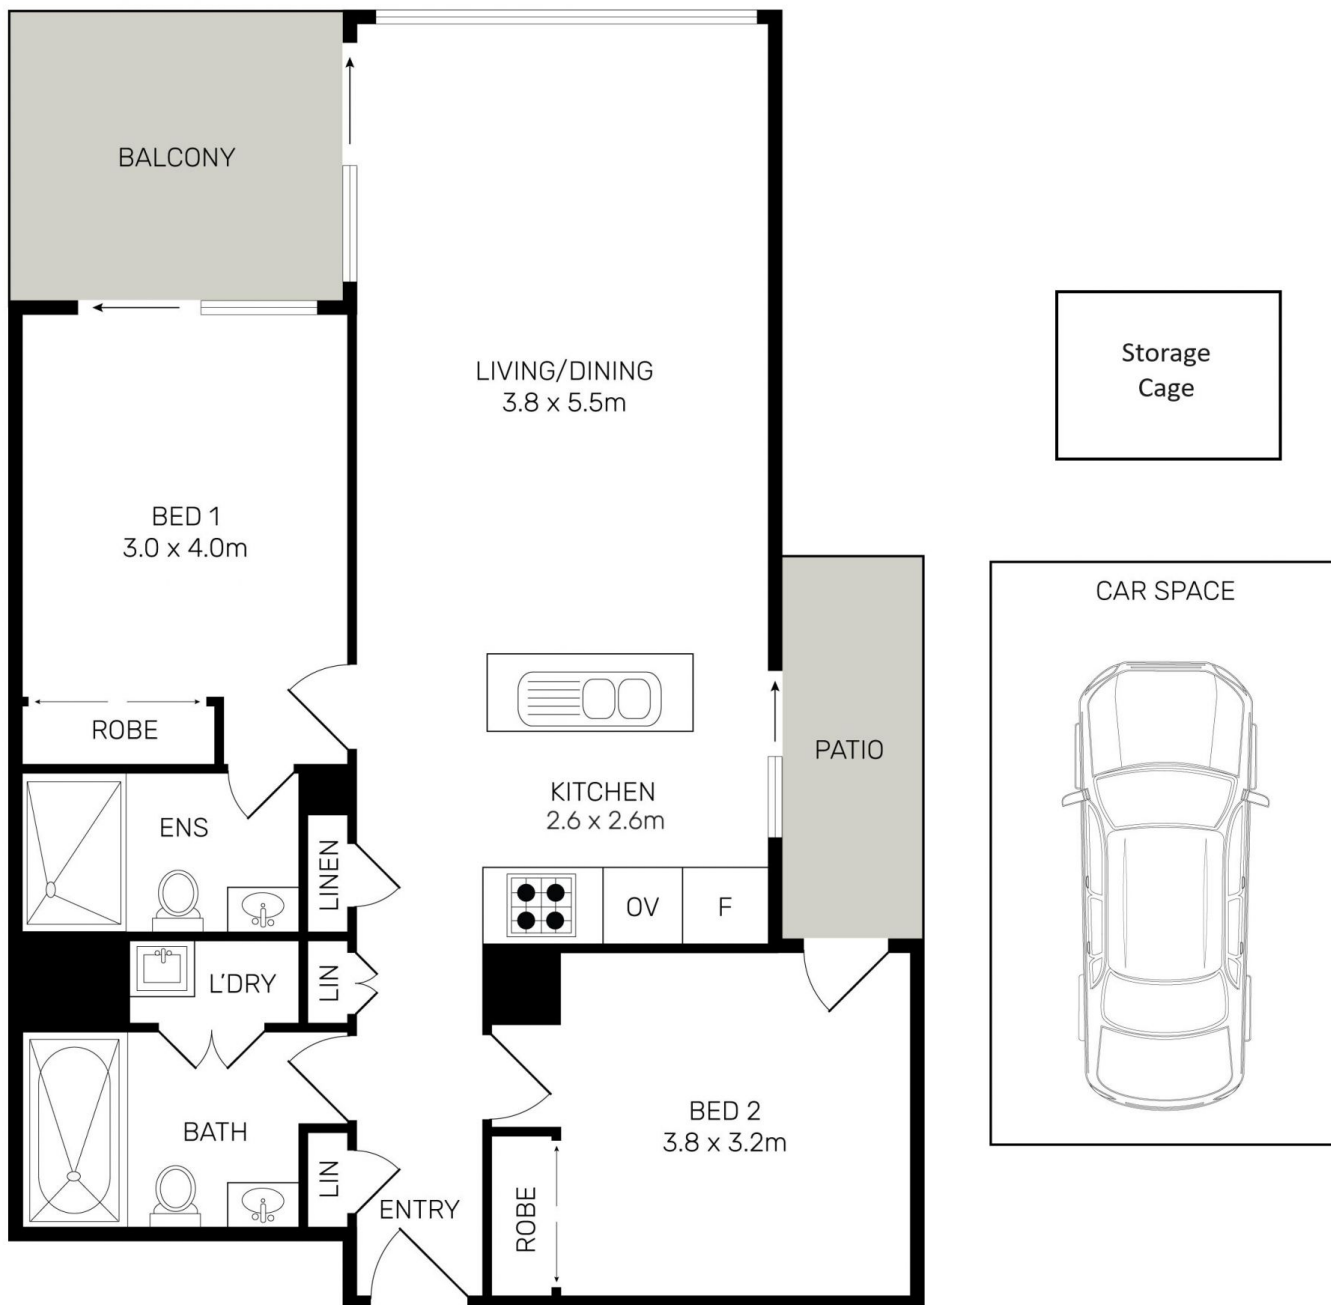 BALCONY
LIVING/DINING
3.8 x 5.5m
Storage
Cage
BED 1
3.0 x 4.0m
CAR SPACE
ROBE
PATIO
KITCHEN
2.6 x 2.6m
ENS
LINEN
OV
F
L'DRY
LIN
BED 2
3.8 x 3.2m
BATH
LIN
ENTRY
ROBE